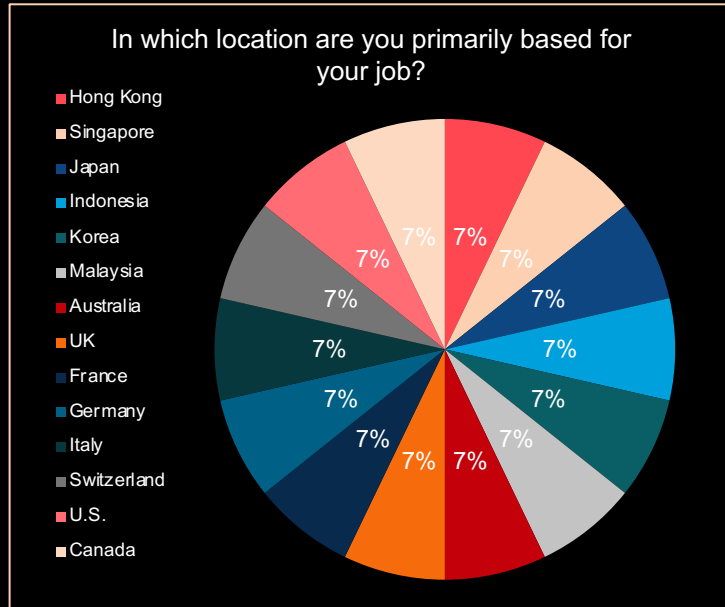 In which location are you primarily based for
your job?
Hong Kong
Singapore
Japan
Indonesia
Korea
Malaysia
Australia
UK
France
Germany
Italy
Switzerland
U.S.
Canada
7%
7%
7%
7%
7%
7%
7%
7%
7%
7%
7%
7%
7%
7%